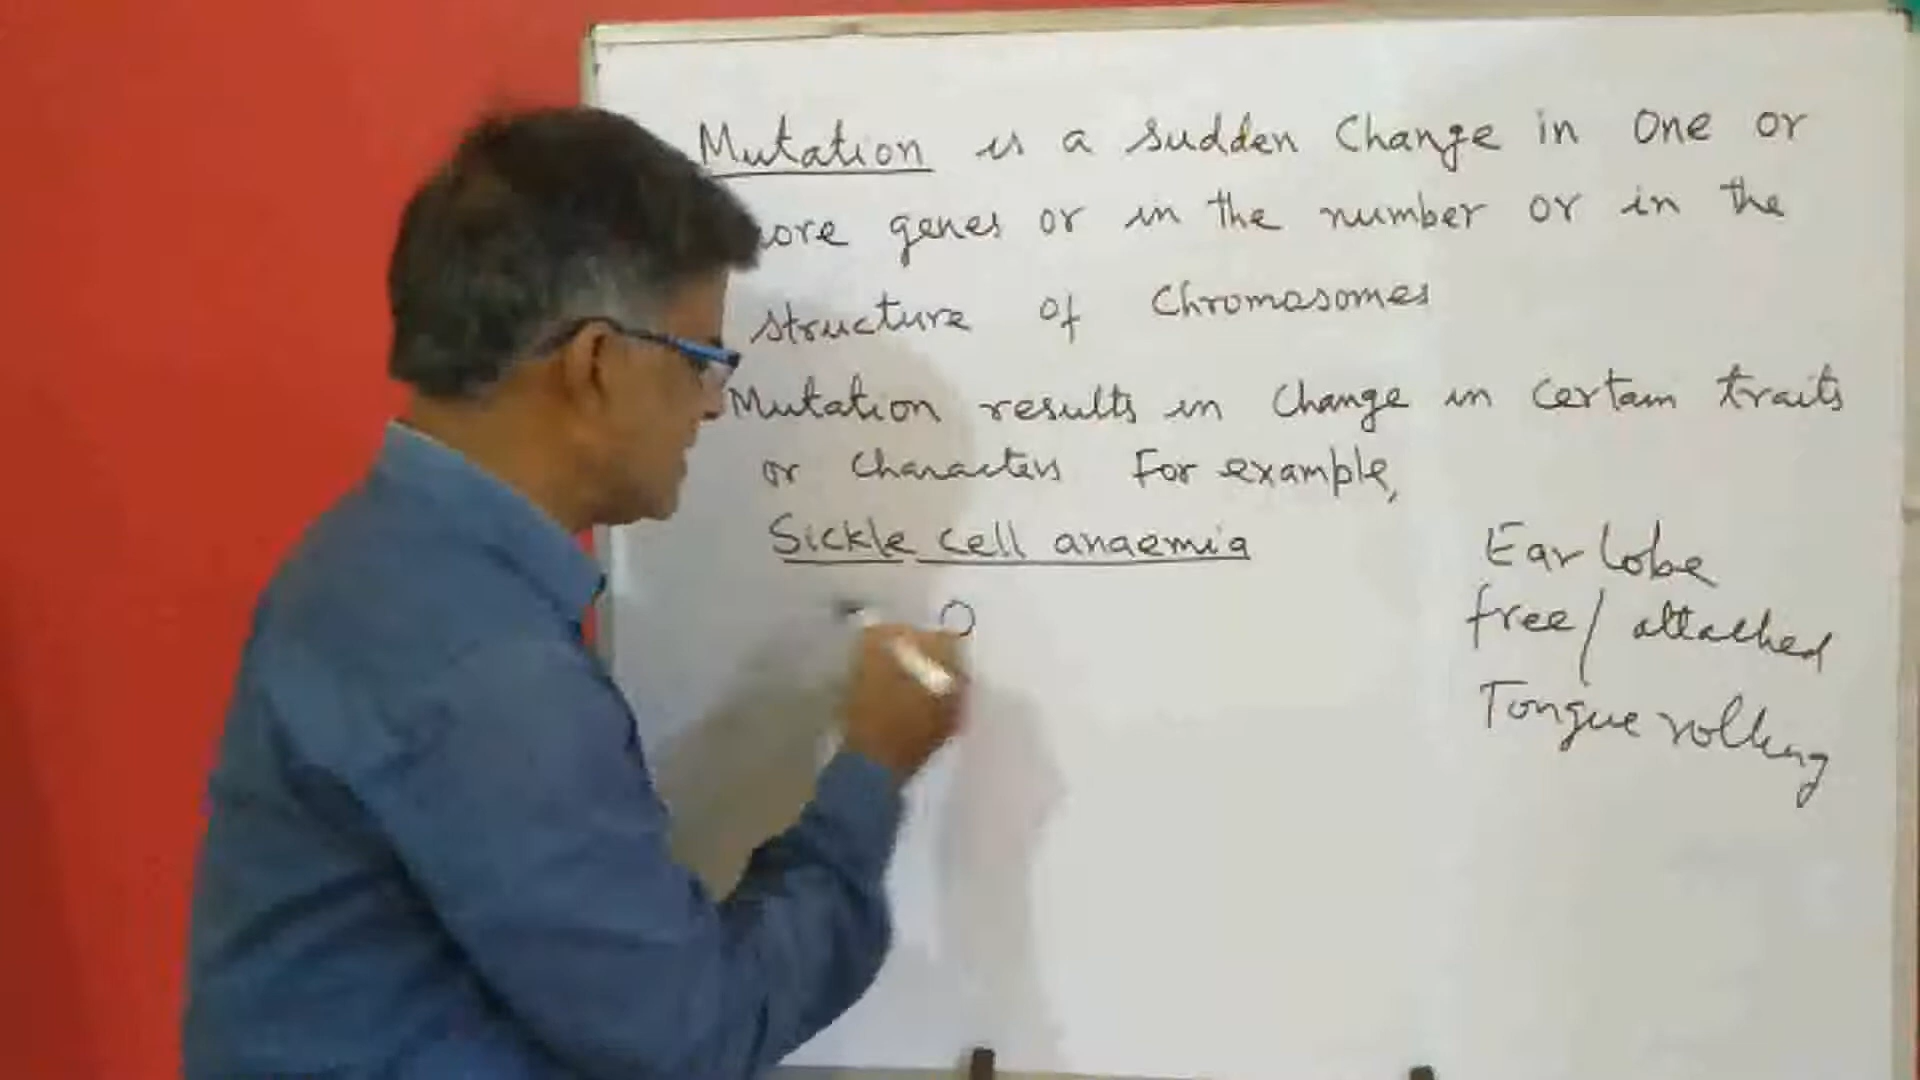 Mutation is a sudden Change in One or
ore genes or in the number or in the
structure of Chromosomes
Mutation results in Change in certain traits
or characters For example,
Sickle cell anaemia
Ear lobe
free/ attached
Tongue rolling